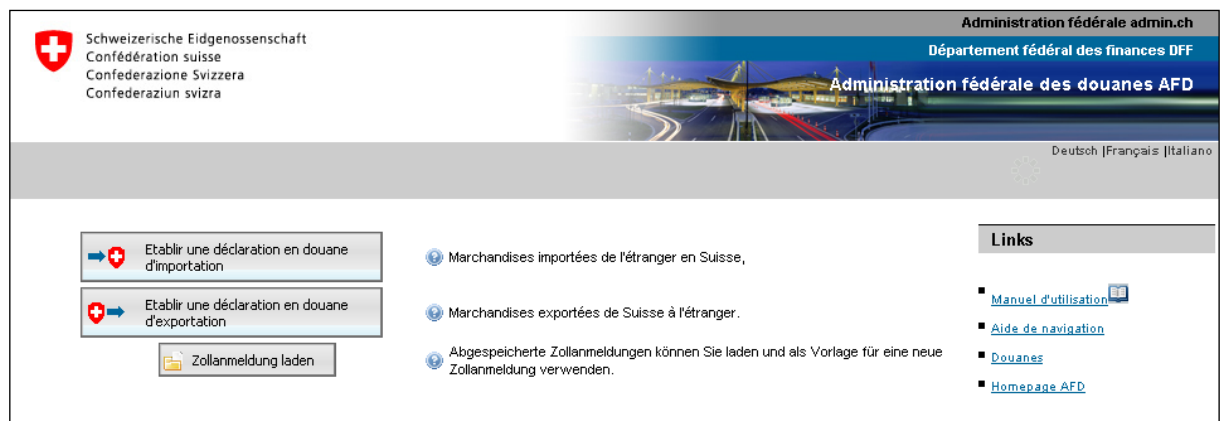 Schweizerische Eidgenossenschaft
Confédération suisse
Confederazione Svizzera
Confederaziun svizra
Administration fédérale admin.ch
Département fédéral des finances DFF
Administration fédérale des douanes AFD
Deutsch |Français |Italiano
Etablir une déclaration en douane
d'importation
Marchandises importées de l'étranger en Suisse,
Etablir une déclaration en douane
d'exportation
Marchandises exportées de Suisse à l'étranger.
Zollanmeldung laden
Abgespeicherte Zollanmeldungen können Sie laden und als Vorlage für eine neue
Zollanmeldung verwenden.
Links
Manuel d'utilisation
Aide de navigation
Douanes
Homepage AFD